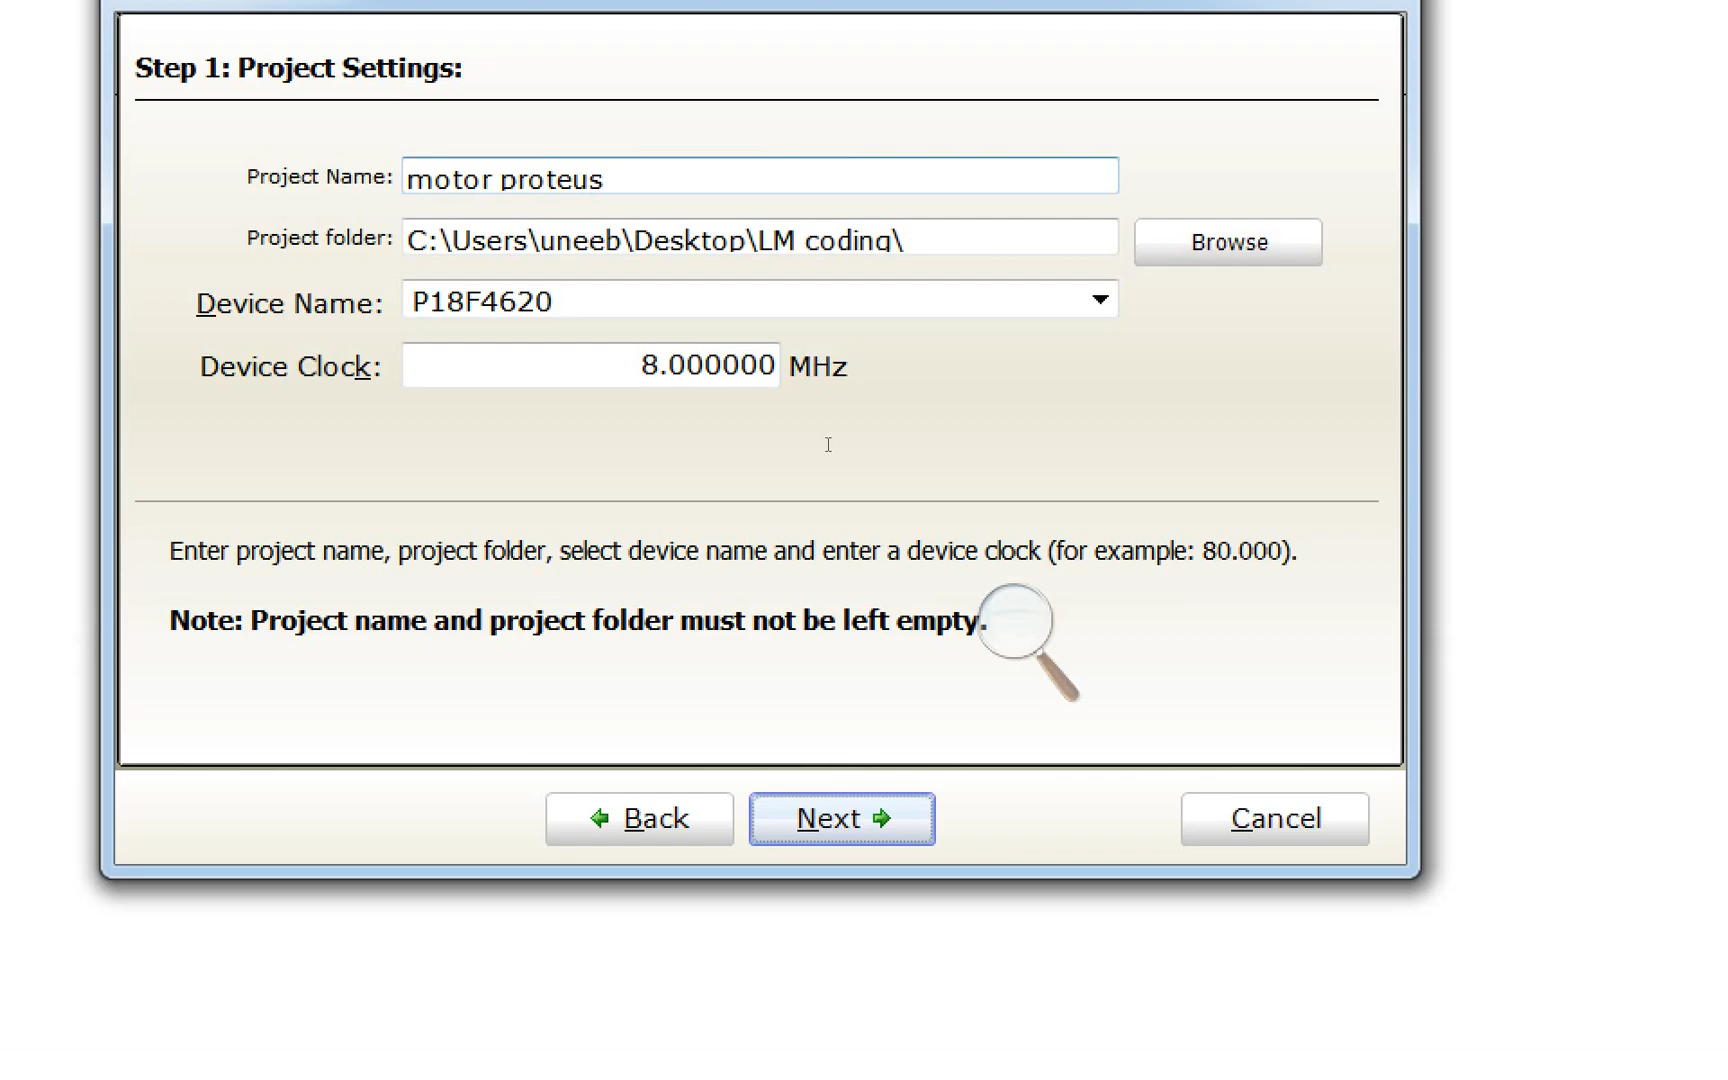 Step 1: Project Settings:
Project Name: motor proteus
Project folder: C:\Users\uneeb\Desktop\LM coding\ Browse
Device Name: P18F4620
Device Clock: 8.000000 MHz
Enter project name, project folder, select device name and enter a device clock (for example: 80.000).
Note: Project name and project folder must not be left empty.
Back Next Cancel